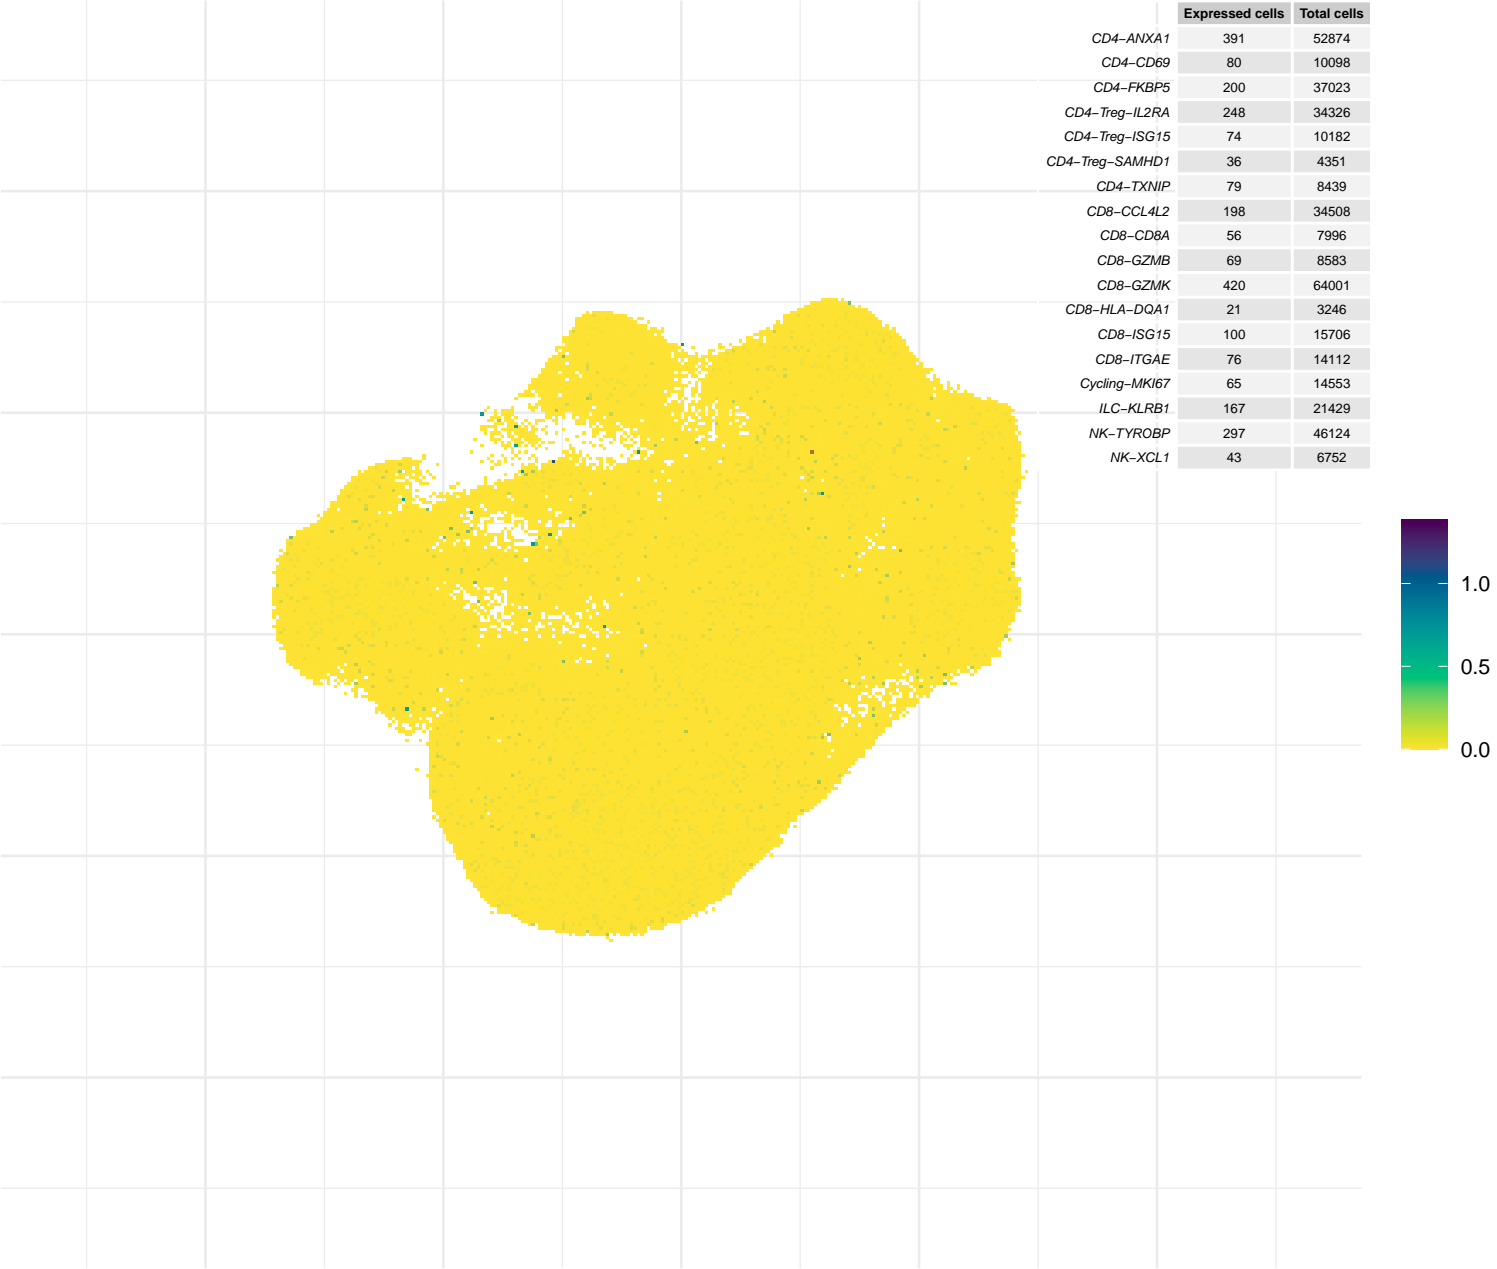 Expressed cells Total cells
CD4−ANXA1 391 52874
CD4−CD69 80 10098
CD4−FKBP5 200 37023
CD4−Treg−IL2RA 248 34326
CD4−Treg−ISG15 74 10182
CD4−Treg−SAMHD1 36 4351
CD4−TXNIP 79 8439
CD8−CCL4L2 198 34508
CD8−CD8A 56 7996
CD8−GZMB 69 8583
CD8−GZMK 420 64001
CD8−HLA−DQA1 21 3246
CD8−ISG15 100 15706
CD8−ITGAE 76 14112
Cycling−MKI67 65 14553
ILC−KLRB1 167 21429
NK−TYROBP 297 46124
NK−XCL1 43 6752
1.0
0.5
0.0